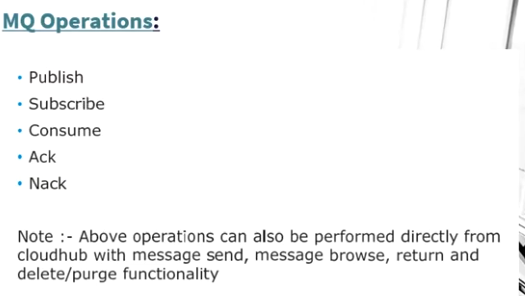 MQ Operations:
• Publish
• Subscribe
• Consume
• Ack
• Nack
Note :- Above operations can also be performed directly from
cloudhub with message send, message browse, return and
delete/purge functionality